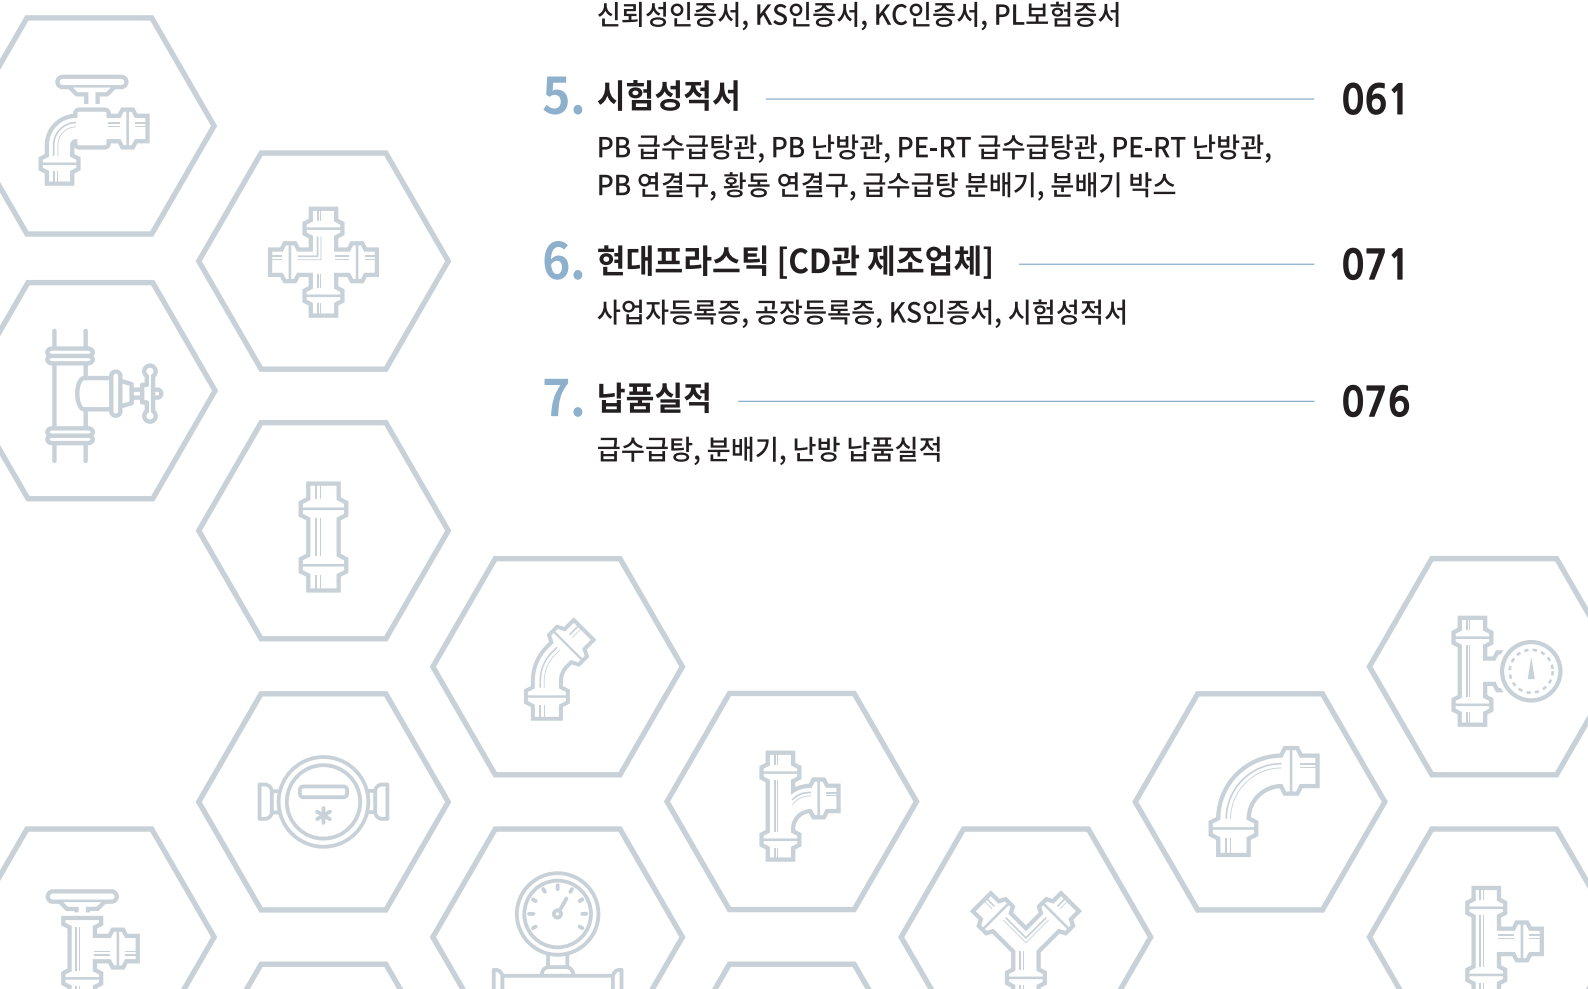 신뢰성인증서, KS인증서, KC인증서, PL보험증서
5. 시험성적서 061
PB 급수급탕관, PB 난방관, PE-RT 급수급탕관, PE-RT 난방관,
PB 연결구, 황동 연결구, 급수급탕 분배기, 분배기 박스
6. 현대프라스틱 [CD관 제조업체] 071
사업자등록증, 공장등록증, KS인증서, 시험성적서
7. 납품실적 076
급수급탕, 분배기, 난방 납품실적